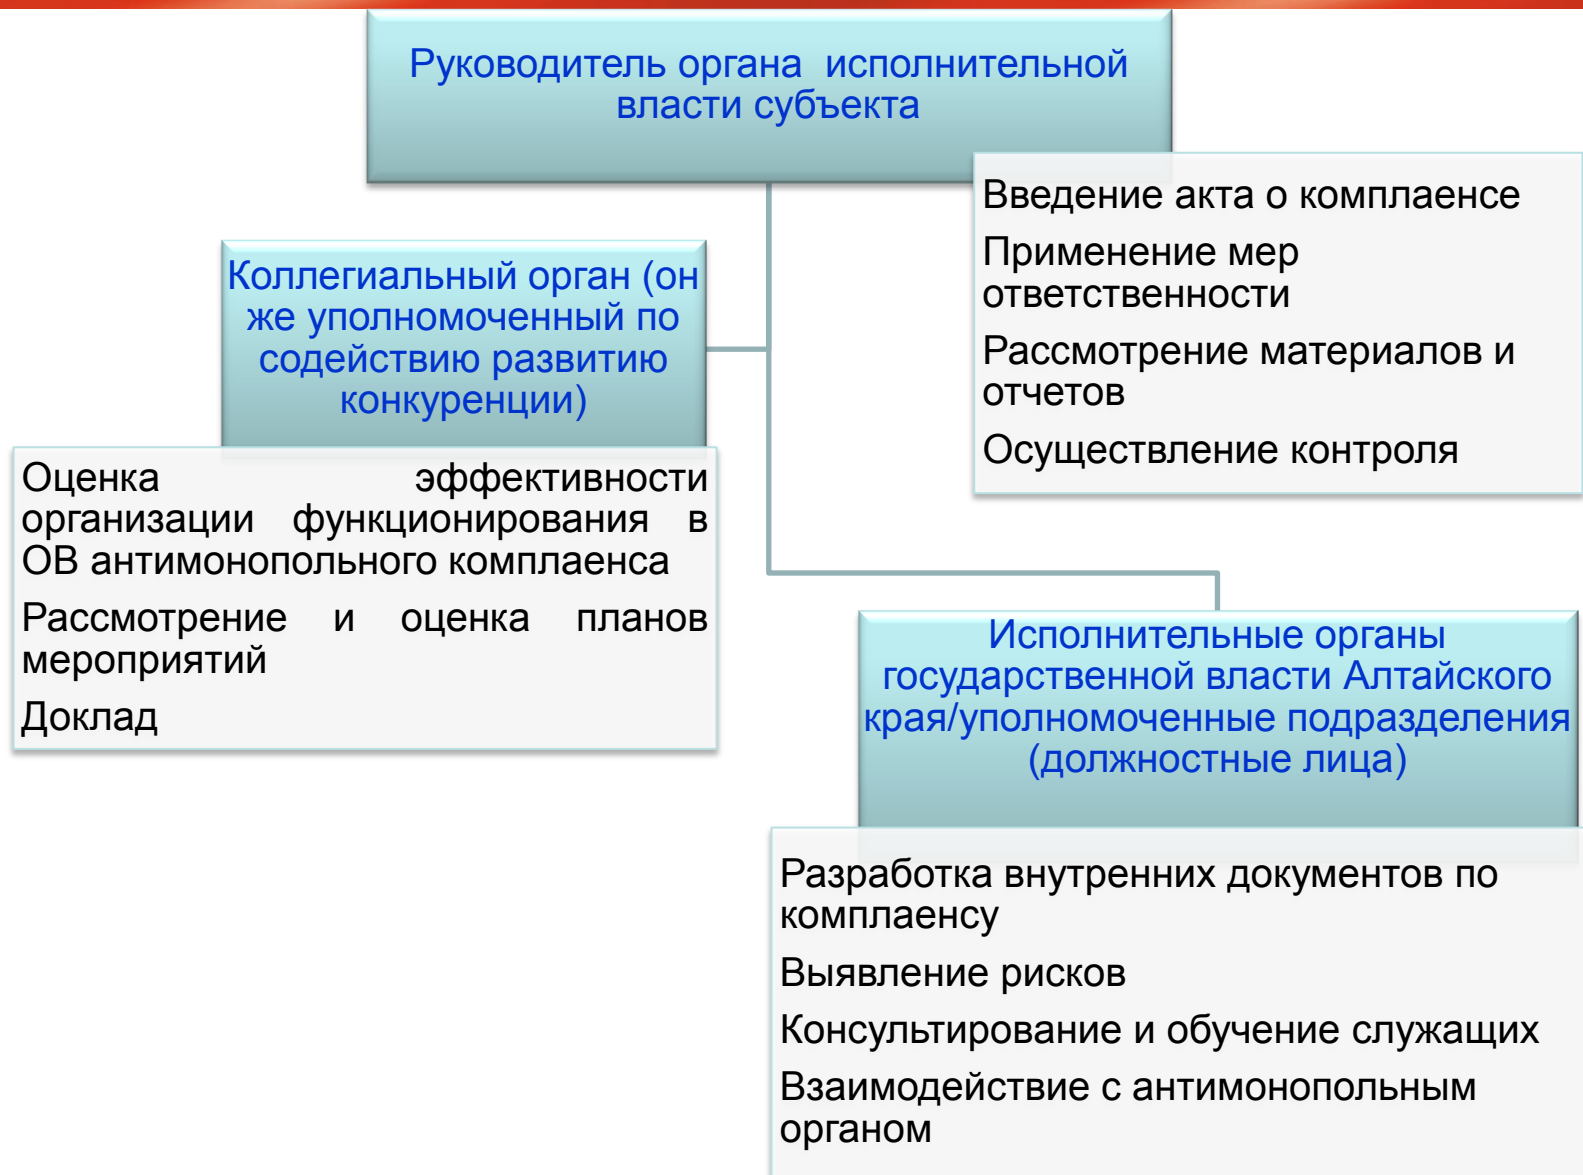 Руководитель органа исполнительной
власти субъекта
Введение акта о комплаенсе
Применение мер
ответственности
Рассмотрение материалов и
отчетов
Осуществление контроля
Коллегиальный орган (он
же уполномоченный по
содействию развитию
конкуренции)
Оценка эффективности
организации функционирования в
ОВ антимонопольного комплаенса
Рассмотрение и оценка планов
мероприятий
Доклад
Исполнительные органы
государственной власти Алтайского
края/уполномоченные подразделения
(должностные лица)
Разработка внутренних документов по
комплаенсу
Выявление рисков
Консультирование и обучение служащих
Взаимодействие с антимонопольным
органом